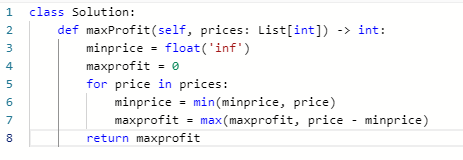 1 class Solution:
2     def maxProfit(self, prices: List[int]) -> int:
3         minprice = float('inf')
4         maxprofit = 0
5         for price in prices:
6             minprice = min(minprice, price)
7             maxprofit = max(maxprofit, price - minprice)
8         return maxprofit